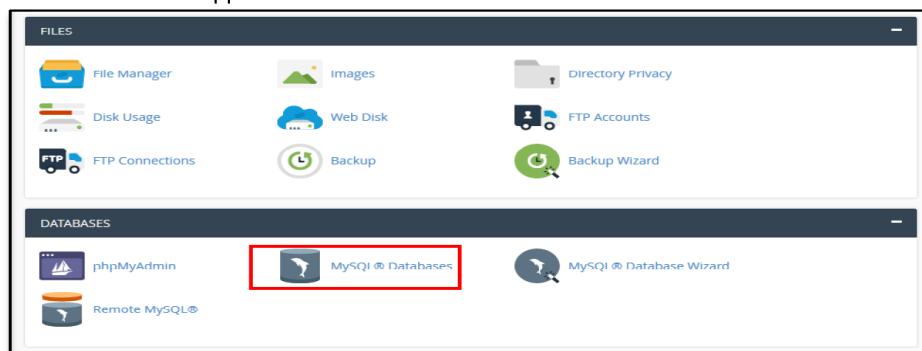 FILES
File Manager Images Directory Privacy
Disk Usage Web Disk FTP Accounts
FTP Connections Backup Backup Wizard
DATABASES
phpMyAdmin MySQL® Databases MySQL® Database Wizard
Remote MySQL®